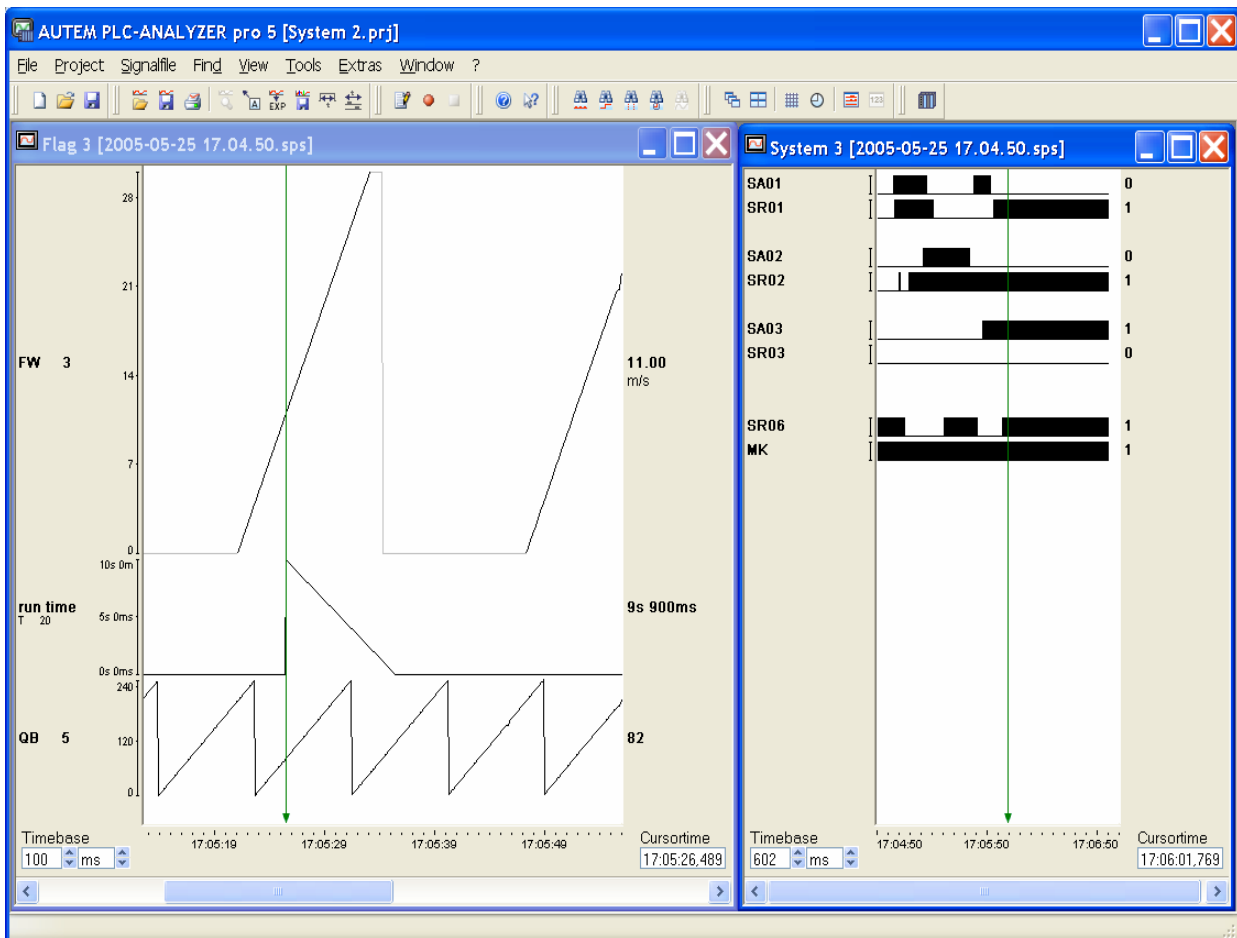 AUTEM PLC-ANALYZER pro 5 [System 2.prj]
File Project Signalfile Find View Tools Extras Window ?
EXP
123
Flag 3 [2005-05-25 17.04.50.sps]
28
21
FW 3
14
11.00
m/s
7
0
10s 0m
run time
T 20
5s 0ms
9s 900ms
0s 0ms
240
QB 5
120
82
0
Timebase
100 ms
17:05:19 17:05:29 17:05:39 17:05:49
Cursortime
17:05:26,489
System 3 [2005-05-25 17.04.50.sps]
SA01 0
SR01 1
SA02 0
SR02 1
SA03 1
SR03 0
SR06 1
MK 1
Timebase
602 ms
17:04:50 17:05:50 17:06:50
Cursortime
17:06:01,769